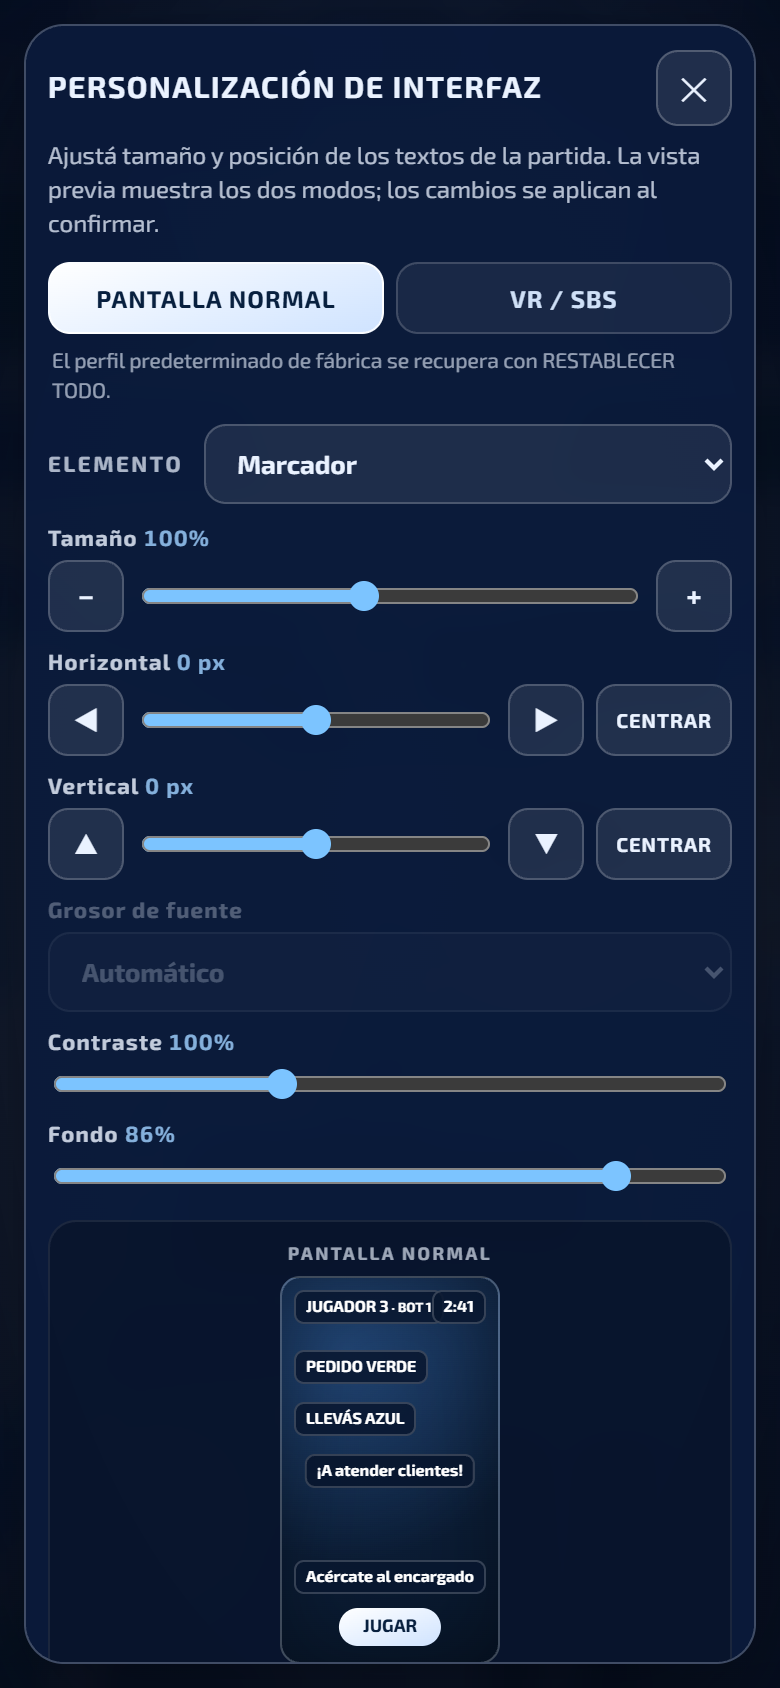 PERSONALIZACIÓN DE INTERFAZ
Ajustá tamaño y posición de los textos de la partida. La vista
previa muestra los dos modos; los cambios se aplican al
confirmar.
PANTALLA NORMAL
VR / SBS
El perfil predeterminado de fábrica se recupera con RESTABLECER
TODO.
ELEMENTO
Marcador
Tamaño 100%
−
+
Horizontal 0 px
◀
▶
CENTRAR
Vertical 0 px
▲
▼
CENTRAR
Grosor de fuente
Automático
Contraste 100%
Fondo 86%
PANTALLA NORMAL
JUGADOR 3 · BOT 1
2:41
PEDIDO VERDE
LLEVÁS AZUL
¡A atender clientes!
Acércate al encargado
JUGAR